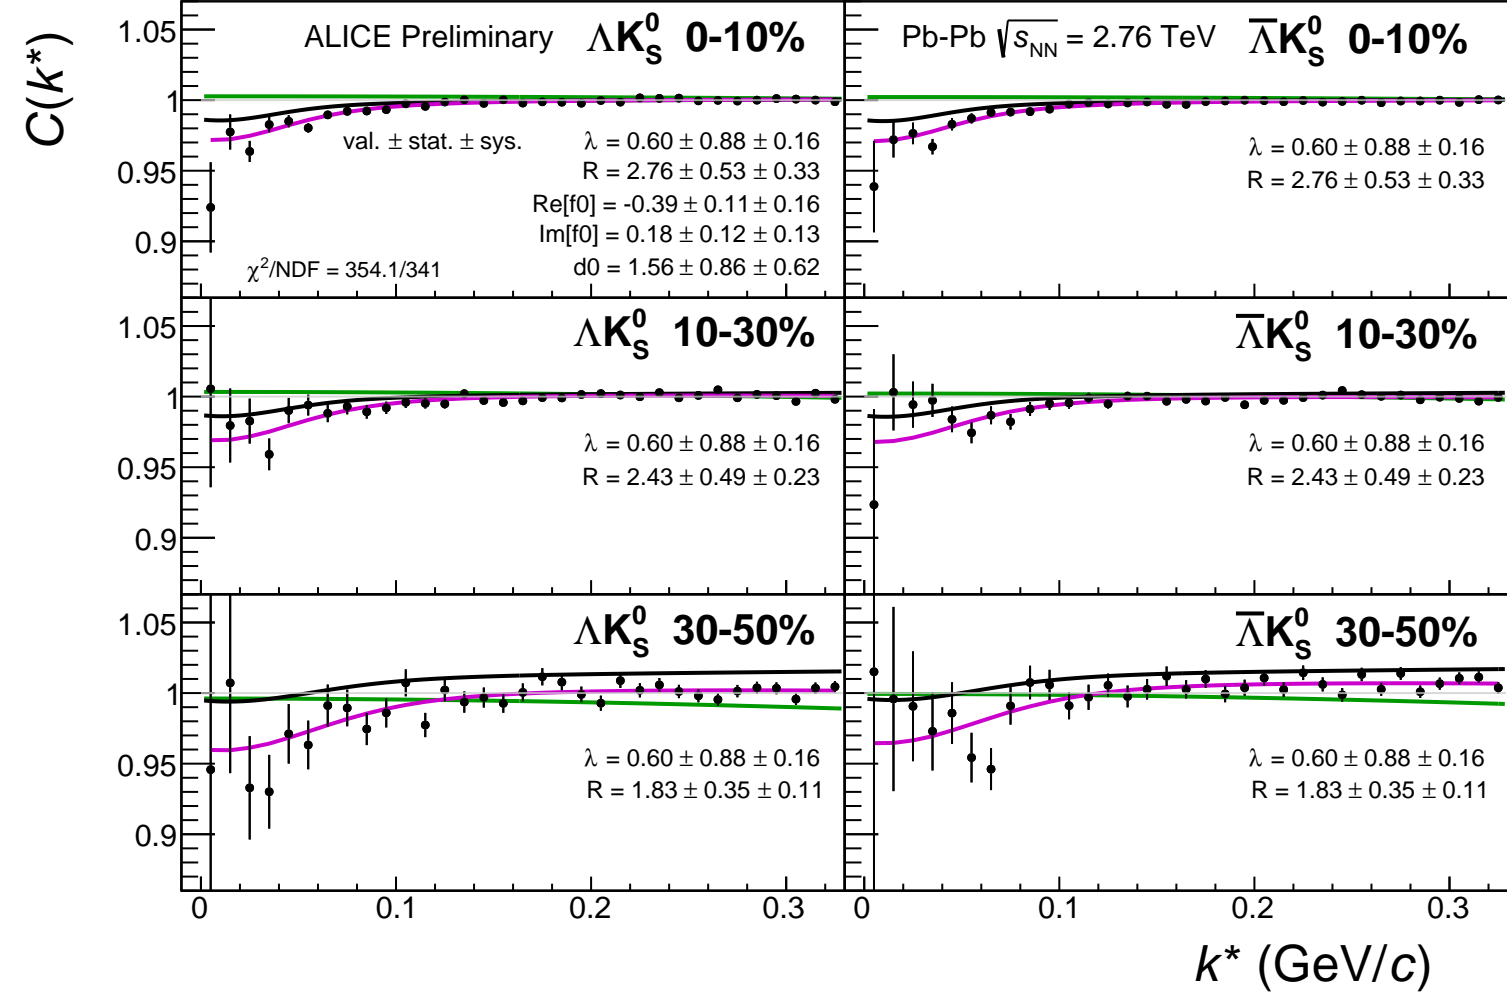 C(k*)
1.05
1
0.95
0.9
ALICE Preliminary ΛK⁰_S 0-10%
val. ± stat. ± sys.
λ = 0.60 ± 0.88 ± 0.16
R = 2.76 ± 0.53 ± 0.33
Re[f0] = -0.39 ± 0.11 ± 0.16
Im[f0] = 0.18 ± 0.12 ± 0.13
d0 = 1.56 ± 0.86 ± 0.62
χ²/NDF = 354.1/341
Pb-Pb √s_NN = 2.76 TeV Λ̅K⁰_S 0-10%
λ = 0.60 ± 0.88 ± 0.16
R = 2.76 ± 0.53 ± 0.33
1.05
1
0.95
0.9
ΛK⁰_S 10-30%
λ = 0.60 ± 0.88 ± 0.16
R = 2.43 ± 0.49 ± 0.23
Λ̅K⁰_S 10-30%
λ = 0.60 ± 0.88 ± 0.16
R = 2.43 ± 0.49 ± 0.23
1.05
1
0.95
0.9
ΛK⁰_S 30-50%
λ = 0.60 ± 0.88 ± 0.16
R = 1.83 ± 0.35 ± 0.11
Λ̅K⁰_S 30-50%
λ = 0.60 ± 0.88 ± 0.16
R = 1.83 ± 0.35 ± 0.11
0 0.1 0.2 0.3 0 0.1 0.2 0.3
k* (GeV/c)